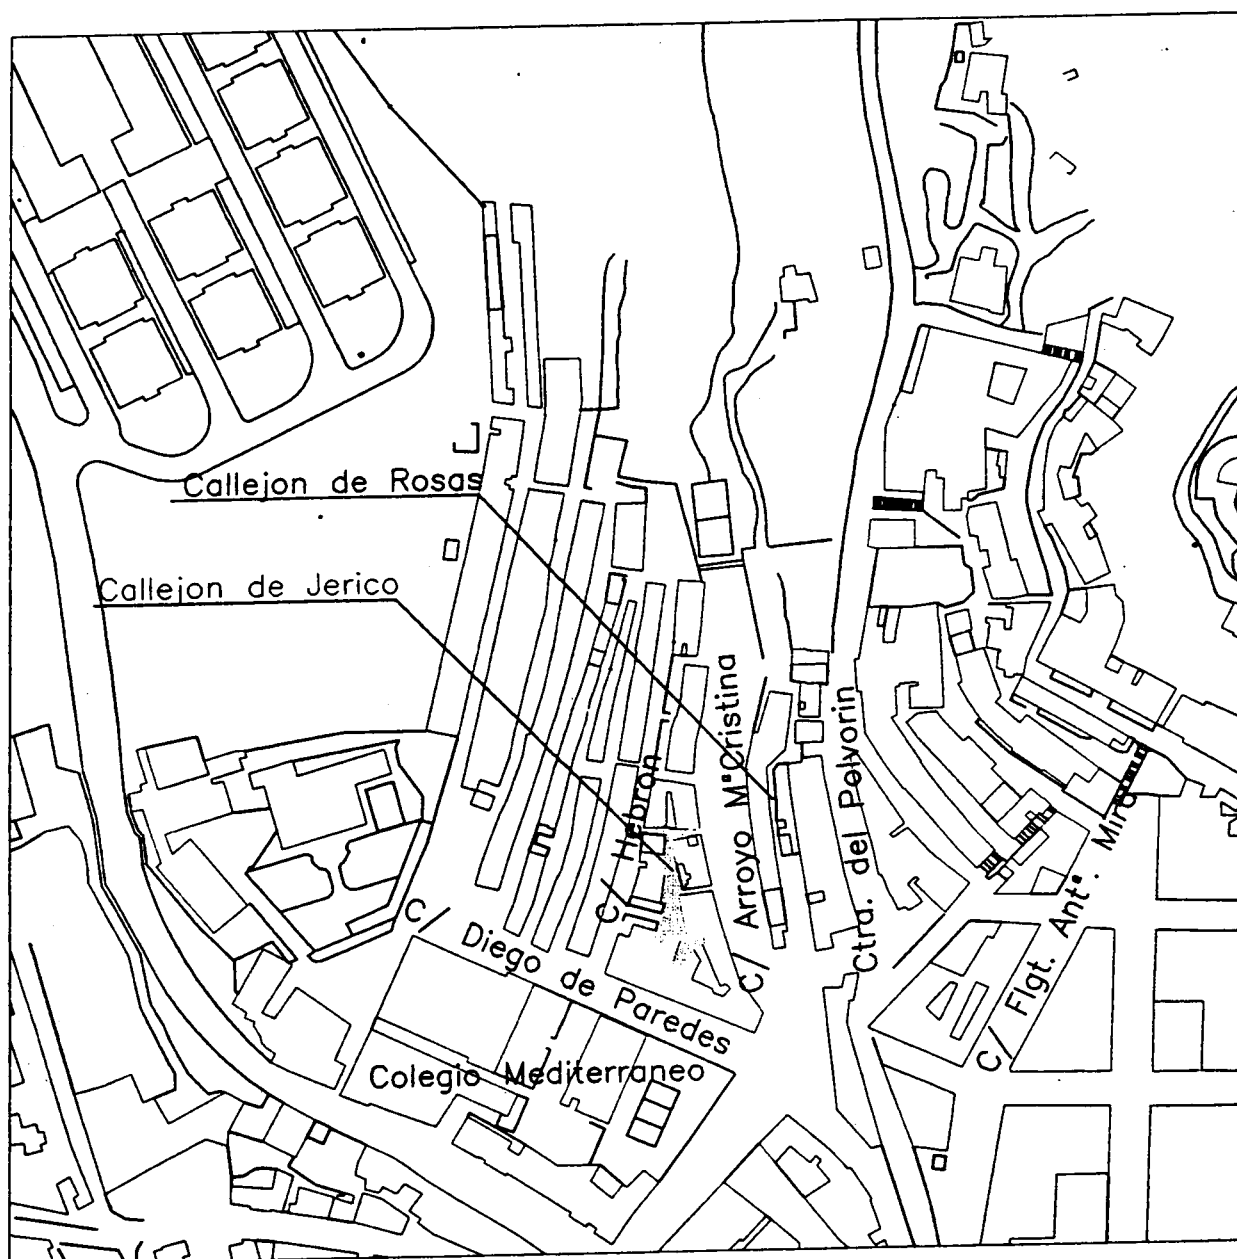 Callejon de Rosas
Callejon de Jerico
C/ Hebron
C/ Arroyo MªCristina
Ctra. del Polvorin
C/ Flgt. Antª. Miro
C/ Diego de Paredes
Colegio Mediterraneo